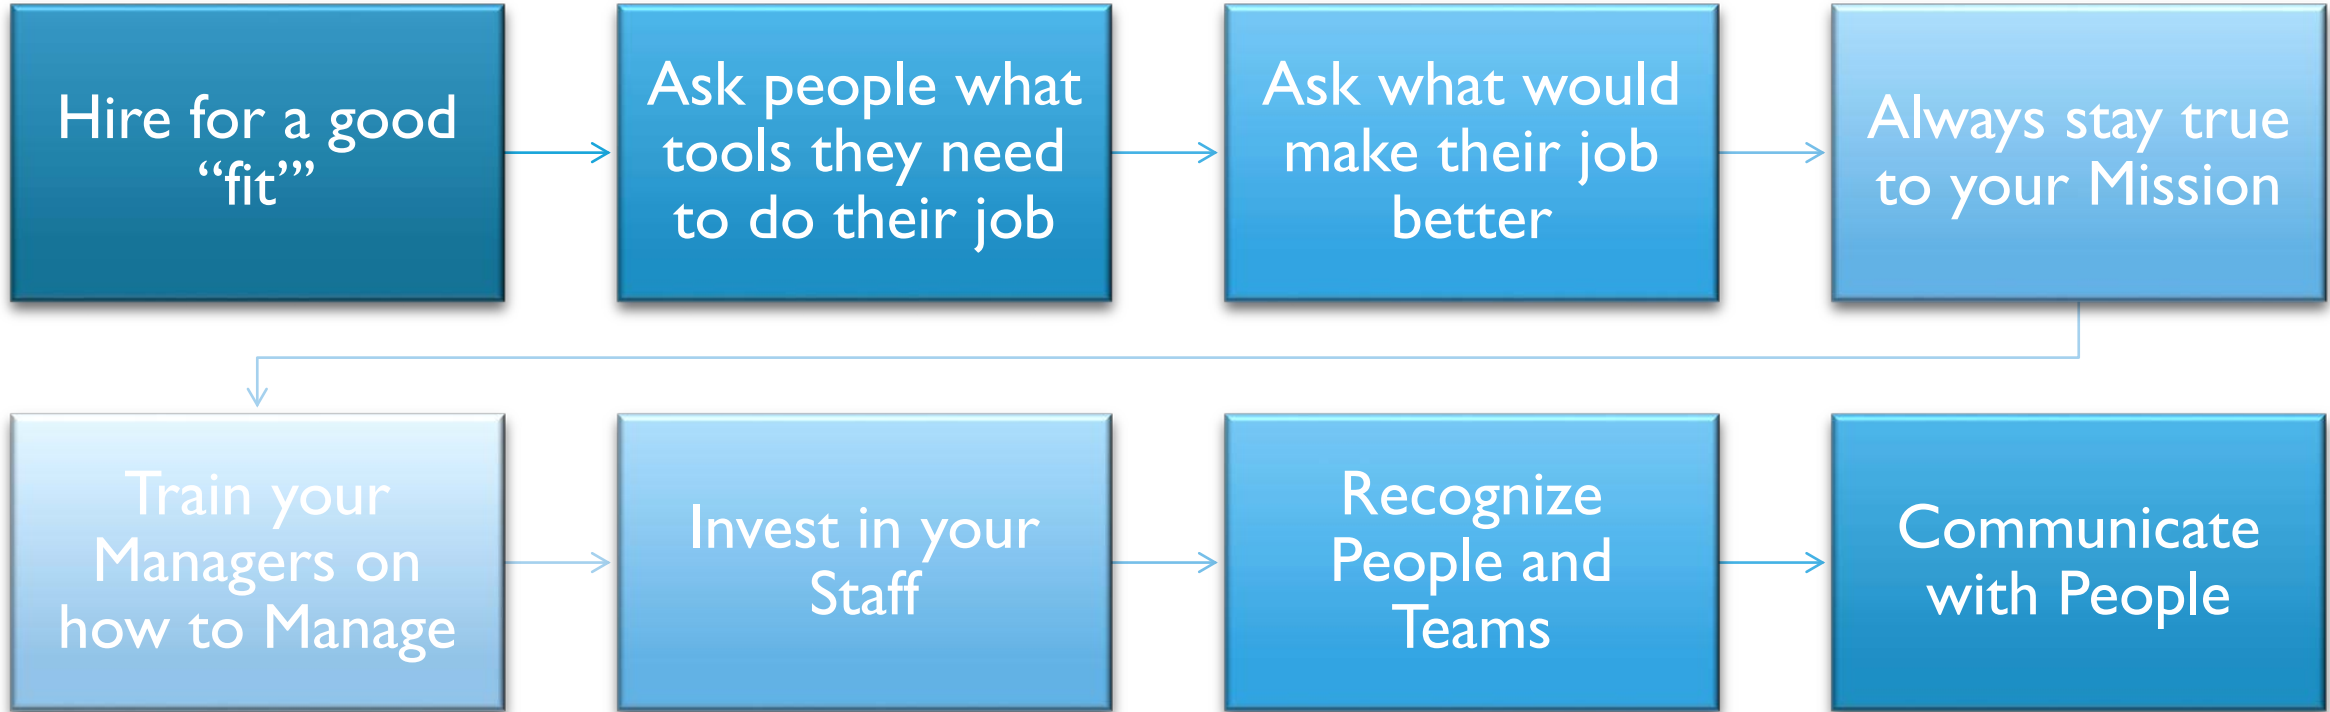 Hire for a good
“fit’”
Ask people what
tools they need
to do their job
Ask what would
make their job
better
Always stay true
to your Mission
Train your
Managers on
how to Manage
Invest in your
Staff
Recognize
People and
Teams
Communicate
with People